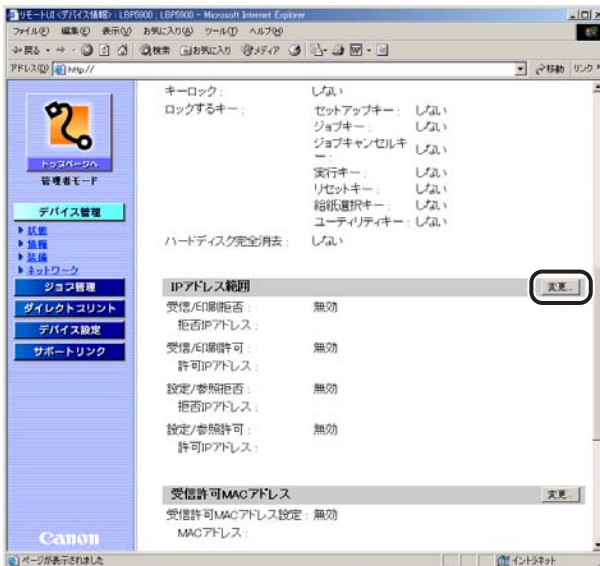 リモートUI <デバイス情報> : LBP5900 ; LBP5900 - Microsoft Internet Explorer
ファイル(F) 編集(E) 表示(V) お気に入り(A) ツール(T) ヘルプ(H)
戻る 検索 お気に入り メディア
アドレス(D) http:// 移動 リンク
トップページへ
管理者モード
デバイス管理
状態
情報
装備
ネットワーク
ジョブ管理
ダイレクトプリント
デバイス設定
サポートリンク
Canon
キーロック : しない
ロックするキー : セットアップキー : しない
ジョブキー : しない
ジョブキャンセルキー : しない
実行キー : しない
リセットキー : しない
給紙選択キー : しない
ユーティリティキー : しない
ハードディスク完全消去 : しない
IPアドレス範囲 変更...
受信/印刷拒否 : 無効
拒否IPアドレス :
受信/印刷許可 : 無効
許可IPアドレス :
設定/参照拒否 : 無効
拒否IPアドレス :
設定/参照許可 : 無効
許可IPアドレス :
受信許可MACアドレス 変更...
受信許可MACアドレス設定 : 無効
MACアドレス :
ページが表示されました イントラネット